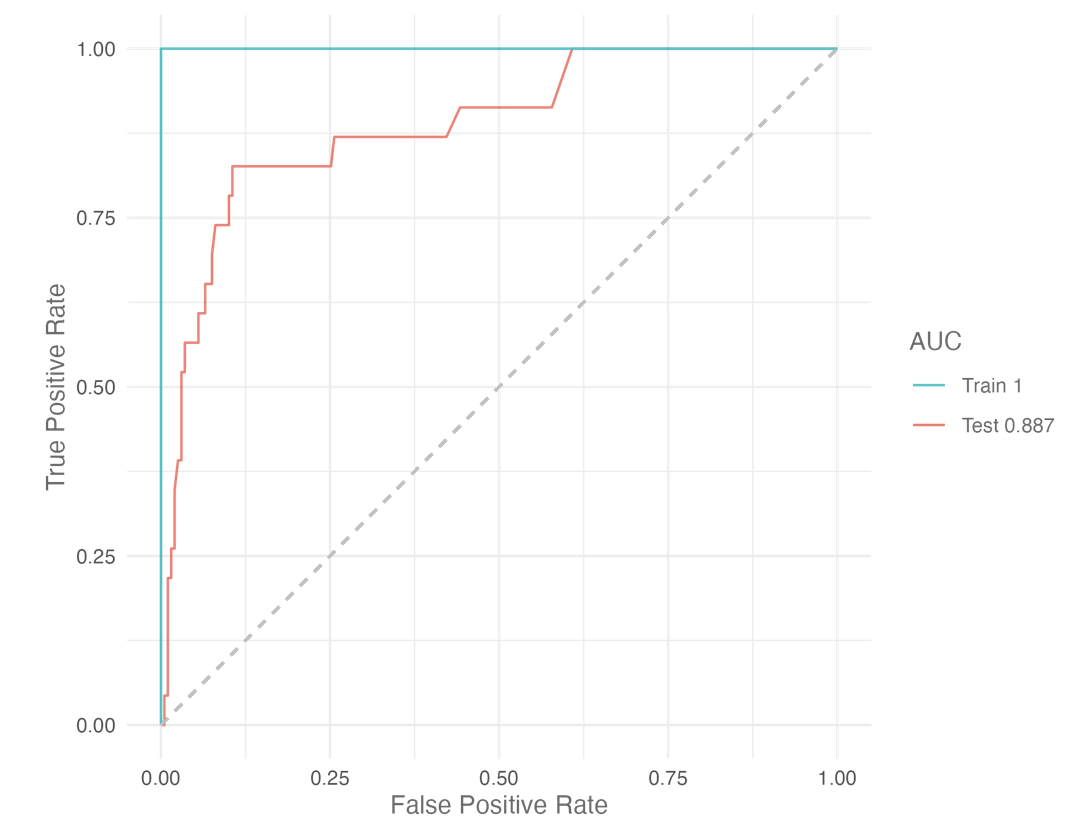 1.00
0.75
0.50
0.25
0.00
True Positive Rate
0.00 0.25 0.50 0.75 1.00
False Positive Rate
AUC
Train 1
Test 0.887